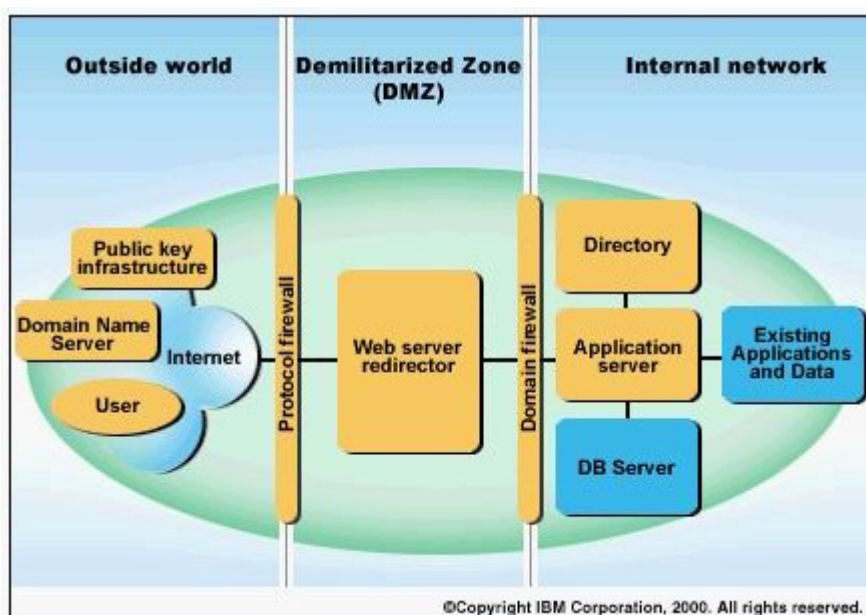 Outside world
Demilitarized Zone
(DMZ)
Internal network
Public key
infrastructure
Domain Name
Server
Internet
User
Protocol firewall
Web server
redirector
Domain firewall
Directory
Application
server
DB Server
Existing
Applications
and Data
©Copyright IBM Corporation, 2000. All rights reserved.